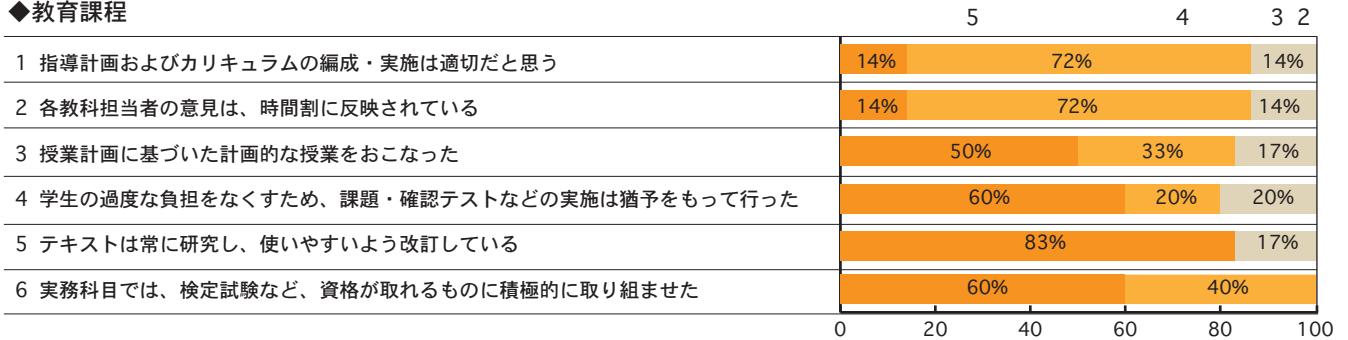 ◆教育課程
5 4 3 2
1 指導計画およびカリキュラムの編成・実施は適切だと思う 14% 72% 14%
2 各教科担当者の意見は、時間割に反映されている 14% 72% 14%
3 授業計画に基づいた計画的な授業をおこなった 50% 33% 17%
4 学生の過度な負担をなくすため、課題・確認テストなどの実施は猶予をもって行った 60% 20% 20%
5 テキストは常に研究し、使いやすいよう改訂している 83% 17%
6 実務科目では、検定試験など、資格が取れるものに積極的に取り組ませた 60% 40%
0 20 40 60 80 100